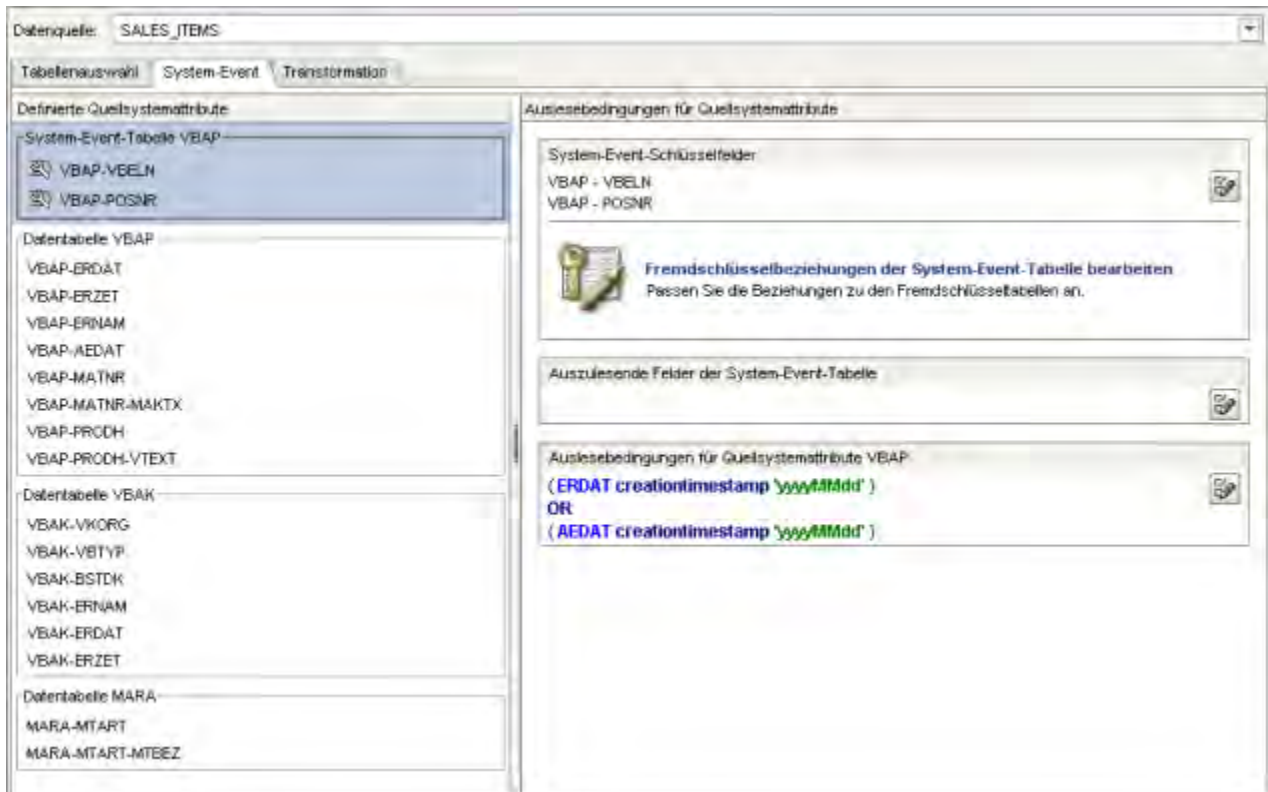 Datenquelle: SALES_ITEMS
Tabellenauswahl System-Event Transformation
Definierte Quellsystemattribute
System-Event-Tabelle VBAP
VBAP-VBELN
VBAP-POSNR
Datentabelle VBAP
VBAP-ERDAT
VBAP-ERZET
VBAP-ERNAM
VBAP-AEDAT
VBAP-MATNR
VBAP-MATNR-MAKTX
VBAP-PRODH
VBAP-PRODH-VTEXT
Datentabelle VBAK
VBAK-VKORG
VBAK-VBTYP
VBAK-BSTDK
VBAK-ERNAM
VBAK-ERDAT
VBAK-ERZET
Datentabelle MARA
MARA-MTART
MARA-MTART-MTBEZ
Auslesebedingungen für Quellsystemattribute
System-Event-Schlüsselfelder
VBAP - VBELN
VBAP - POSNR
Fremdschlüsselbeziehungen der System-Event-Tabelle bearbeiten
Passen Sie die Beziehungen zu den Fremdschlüsseltabellen an.
Auszulesende Felder der System-Event-Tabelle
Auslesebedingungen für Quellsystemattribute VBAP
( ERDAT creationtimestamp 'yyyyMMdd' )
OR
( AEDAT creationtimestamp 'yyyyMMdd' )